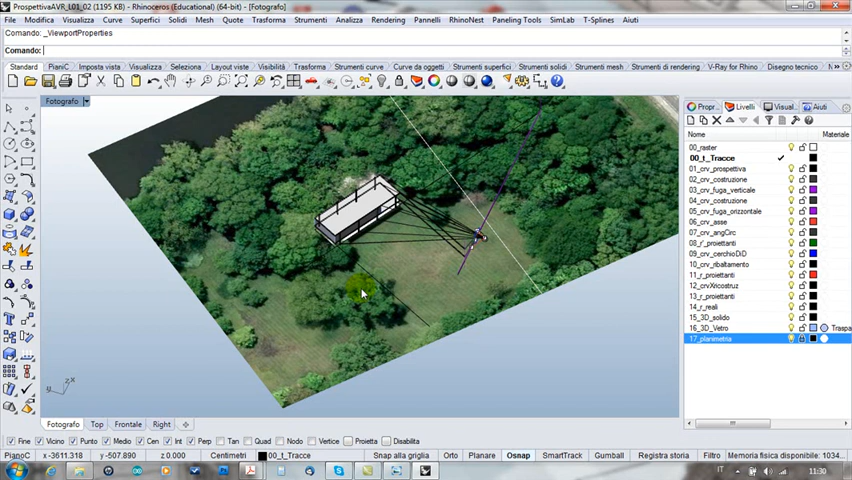 ProspettivaAVR_L01_02 (1195 KB) - Rhinoceros (Educational) (64-bit) - [Fotografo]
File Modifica Visualizza Curve Superfici Solidi Mesh Quotatura Trasforma Strumenti Analizza Rendering Pannelli RhinoNest Paneling Tools SimLab T-Splines Aiuti
Comando: _ViewportProperties
Comando:
Standard PianiC Imposta vista Visualizza Selezione Layout viste Visibilità Trasforma Strumenti curve Strumenti superfici Strumenti solidi Strumenti mesh Strumenti di rendering V-Ray for Rhino Disegno tecnico
Fotografo
Propr... Livelli Visual... Aiuti
Nome Materiale
00_raster
00_t_Tracce
01_crv_prospettiva
02_crv_costruzione
03_crv_fuga_verticale
04_crv_costruzione
05_crv_fuga_orizzontale
06_crv_asse
07_crv_angCirc
08_r'_proiettanti
09_crv_cerchioDiD
10_crv_ribaltamento
11_r_proiettanti
12_crvXricostruz
13_r_proiettanti
14_r_reali
15_3D_solido
16_3D_Vetro Traspa
17_planimetria
z x
y
Fotografo Top Frontale Right
Fine Vicino Punto Medio Cen Int Perp Tan Quad Nodo Vertice Proietta Disabilita
PianoC x -3611.318 y -507.890 z 0.000 Centimetri 00_t_Tracce Snap alla griglia Orto Planare Osnap SmartTrack Gumball Registra storia Filtro Memoria fisica disponibile: 1034...
IT 11:30